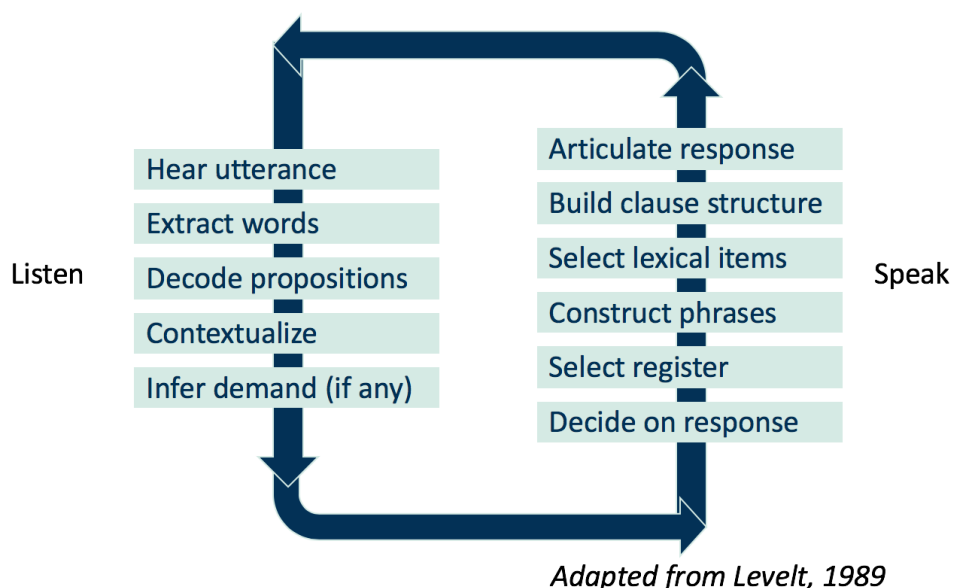 Listen
Hear utterance
Extract words
Decode propositions
Contextualize
Infer demand (if any)
Articulate response
Build clause structure
Select lexical items
Construct phrases
Select register
Decide on response
Speak
Adapted from Levelt, 1989